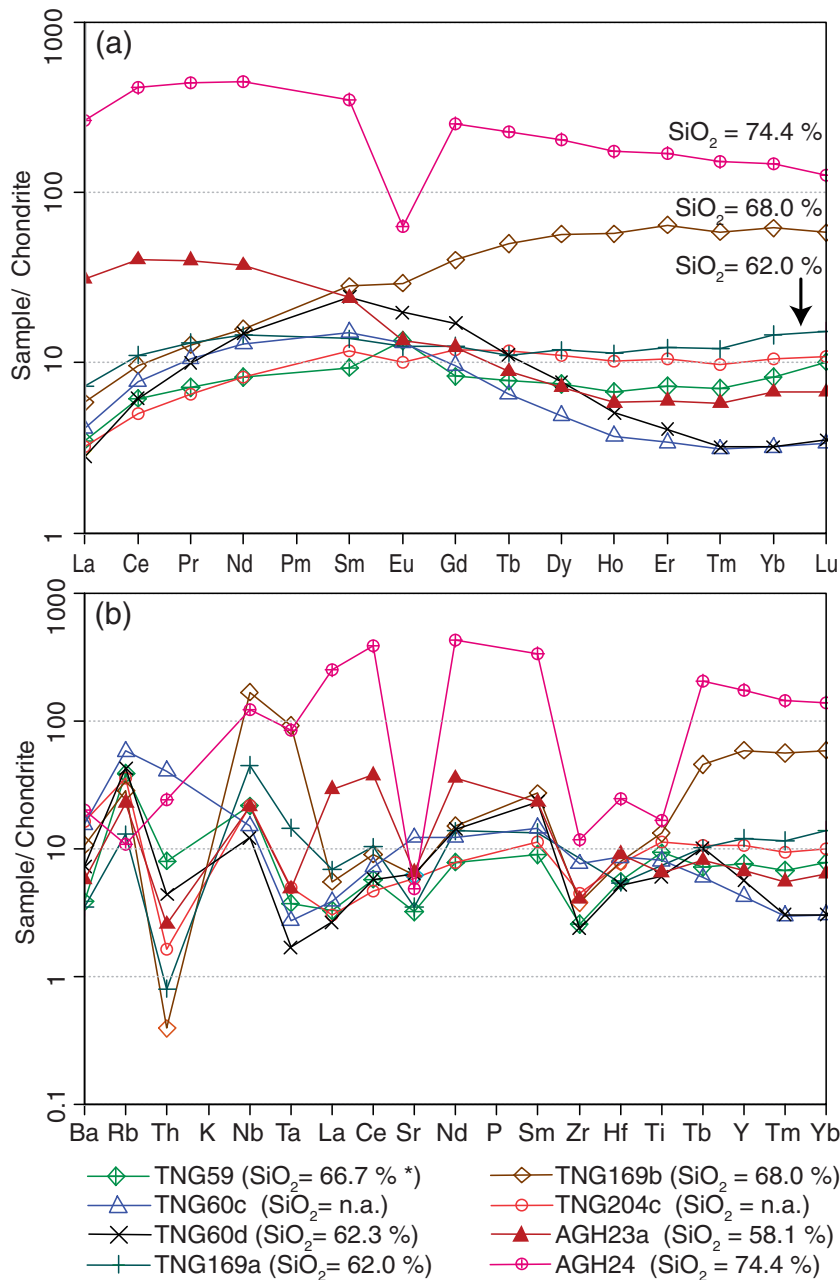 (a)
1000
100
10
1
Sample/ Chondrite
SiO2 = 74.4 %
SiO2 = 68.0 %
SiO2 = 62.0 %
La Ce Pr Nd Pm Sm Eu Gd Tb Dy Ho Er Tm Yb Lu
(b)
1000
100
10
1
0.1
Sample/ Chondrite
Ba Rb Th K Nb Ta La Ce Sr Nd P Sm Zr Hf Ti Tb Y Tm Yb
TNG59 (SiO2= 66.7 % *)
TNG60c (SiO2= n.a.)
TNG60d (SiO2= 62.3 %)
TNG169a (SiO2= 62.0 %)
TNG169b (SiO2= 68.0 %)
TNG204c (SiO2= n.a.)
AGH23a (SiO2= 58.1 %)
AGH24 (SiO2 = 74.4 %)